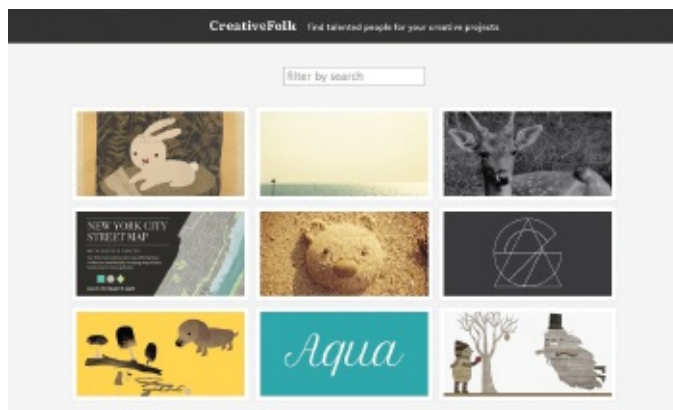 CreativeFolk find talented people for your creative projects
filter by search
NEW YORK CITY
STREET MAP
Aqua